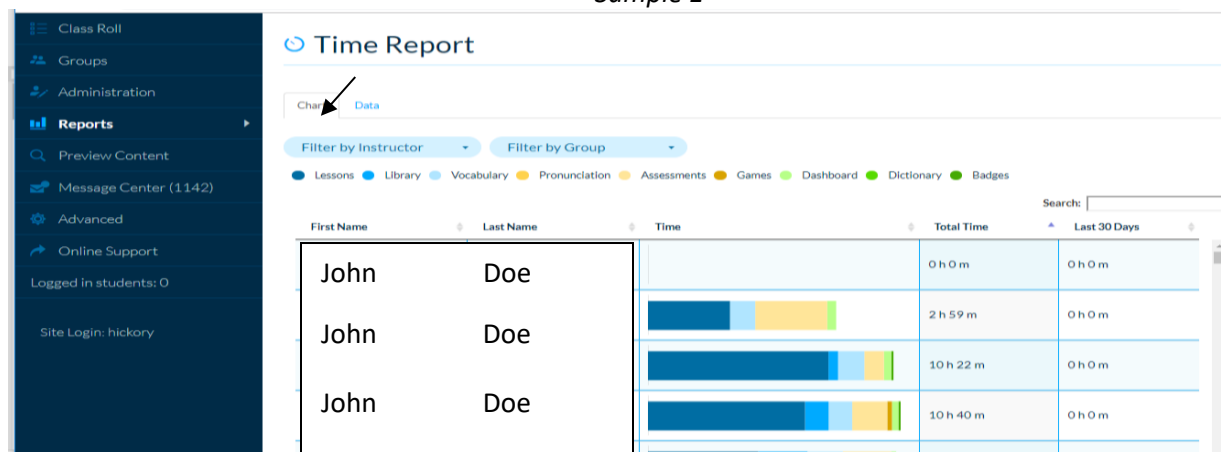 Class Roll
Groups
Administration
Reports
Preview Content
Message Center (1142)
Advanced
Online Support
Logged in students: 0
Site Login: hickory
Time Report
Data
Filter by Instructor Filter by Group
Lessons Library Vocabulary Pronunciation Assessments Games Dashboard Dictionary Badges
Search:
First Name Last Name Time Total Time Last 30 Days
John Doe 0 h 0 m 0 h 0 m
John Doe 2 h 59 m 0 h 0 m
John Doe 10 h 22 m 0 h 0 m
John Doe 10 h 40 m 0 h 0 m